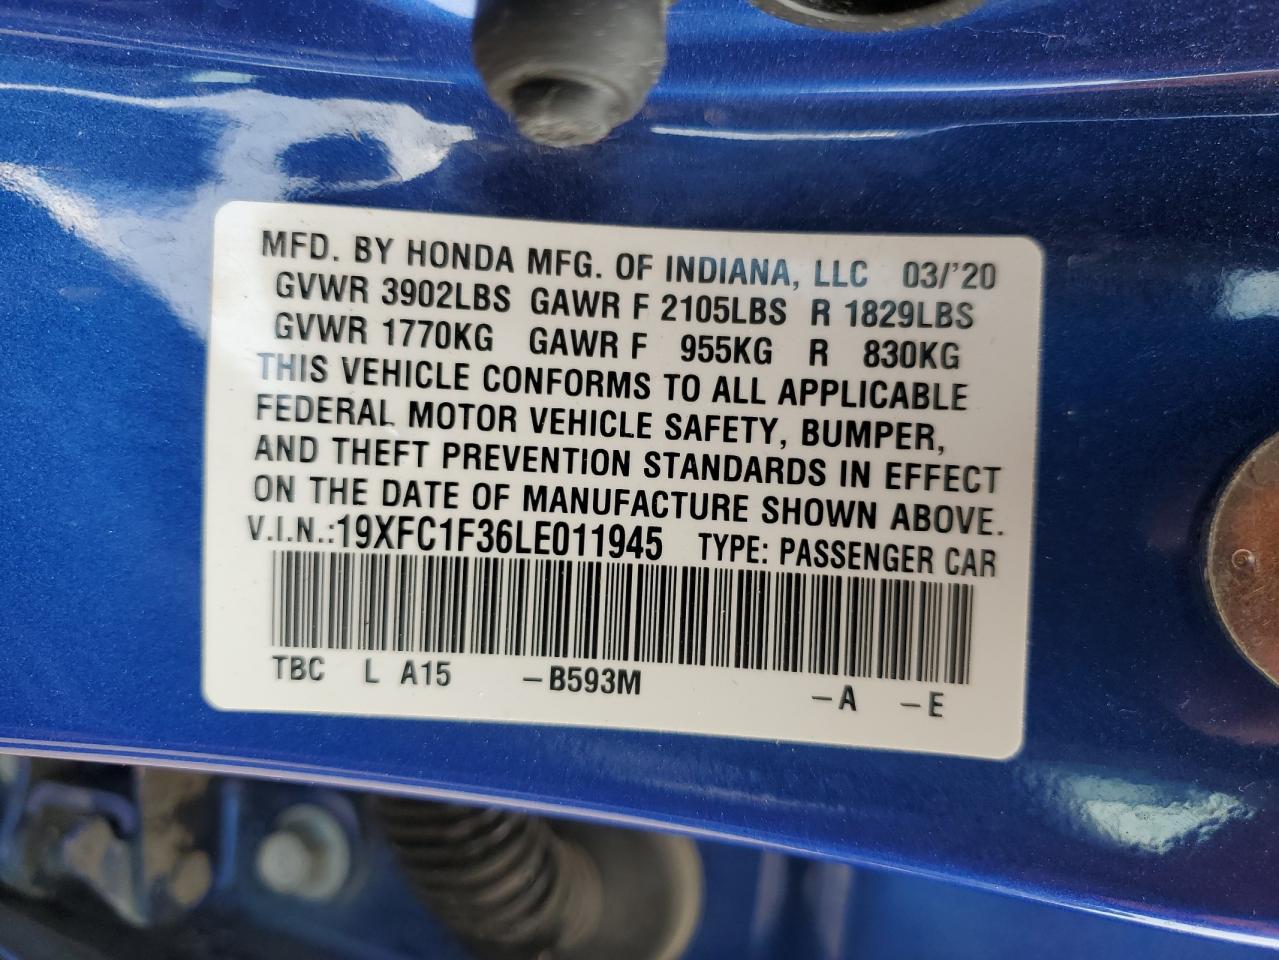 MFD. BY HONDA MFG. OF INDIANA, LLC 03/'20
GVWR 3902LBS GAWR F 2105LBS R 1829LBS
GVWR 1770KG GAWR F 955KG R 830KG
THIS VEHICLE CONFORMS TO ALL APPLICABLE
FEDERAL MOTOR VEHICLE SAFETY, BUMPER,
AND THEFT PREVENTION STANDARDS IN EFFECT
ON THE DATE OF MANUFACTURE SHOWN ABOVE.
V.I.N.:19XFC1F36LE011945 TYPE: PASSENGER CAR
TBC L A15 -B593M -A -E